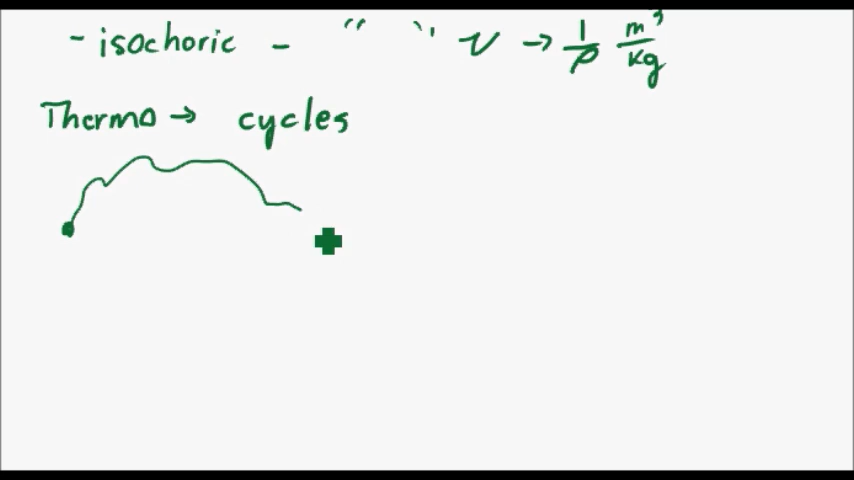 - isochoric - " " v → 1/ρ m³/kg
Thermo → cycles